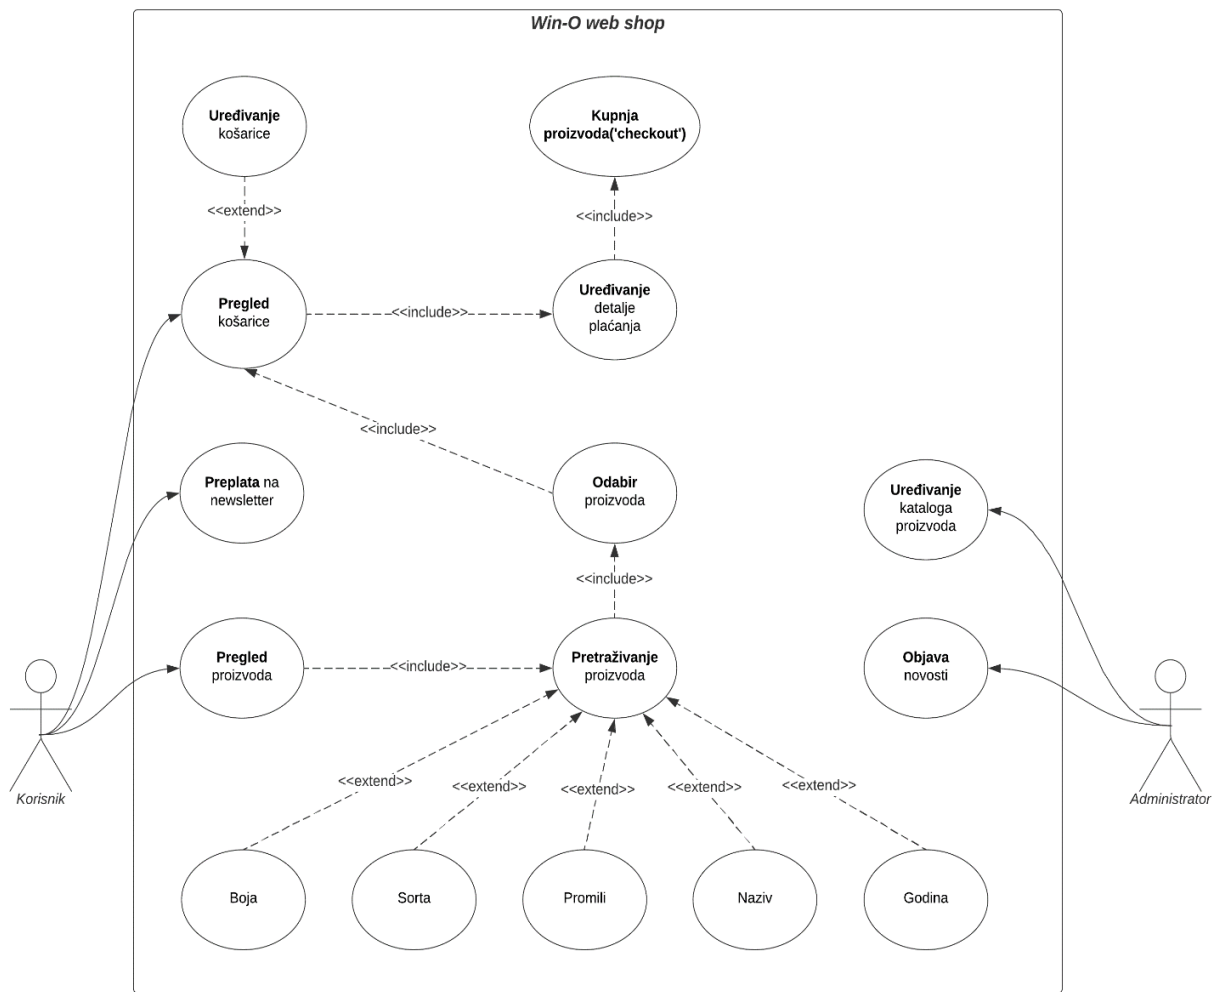 Win-O web shop
Uređivanje
košarice
Kupnja
proizvoda('checkout')
<<extend>>
<<include>>
Pregled
košarice
<<include>>
Uređivanje
detalje
plaćanja
<<include>>
Preplata na
newsletter
Odabir
proizvoda
Uređivanje
kataloga
proizvoda
<<include>>
Pregled
proizvoda
<<include>>
Pretraživanje
proizvoda
Objava
novosti
Korisnik
Administrator
<<extend>>
<<extend>>
<<extend>>
<<extend>>
<<extend>>
Boja
Sorta
Promili
Naziv
Godina